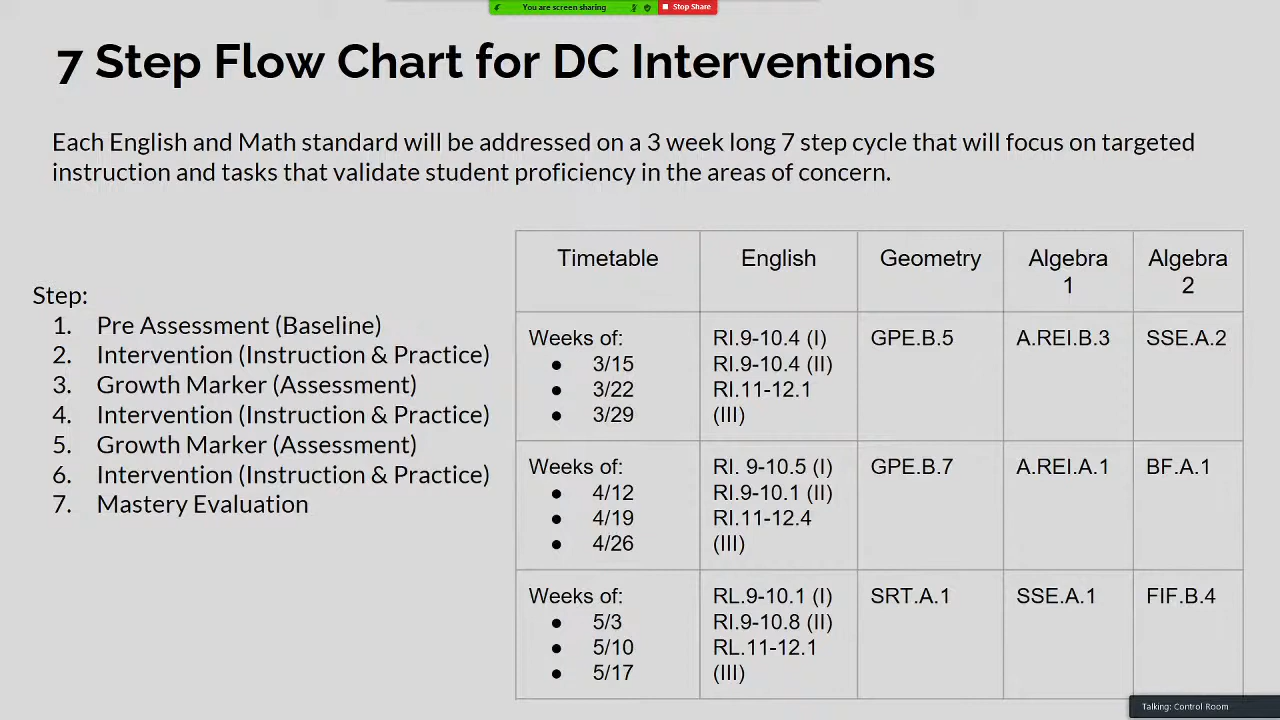 You are screen sharing
Stop Share
7 Step Flow Chart for DC Interventions
Each English and Math standard will be addressed on a 3 week long 7 step cycle that will focus on targeted
instruction and tasks that validate student proficiency in the areas of concern.
Step:
1. Pre Assessment (Baseline)
2. Intervention (Instruction & Practice)
3. Growth Marker (Assessment)
4. Intervention (Instruction & Practice)
5. Growth Marker (Assessment)
6. Intervention (Instruction & Practice)
7. Mastery Evaluation
Timetable English Geometry Algebra Algebra
1 2
Weeks of: RI.9-10.4 (I) GPE.B.5 A.REI.B.3 SSE.A.2
● 3/15 RI.9-10.4 (II)
● 3/22 RI.11-12.1
● 3/29 (III)
Weeks of: RI. 9-10.5 (I) GPE.B.7 A.REI.A.1 BF.A.1
● 4/12 RI.9-10.1 (II)
● 4/19 RI.11-12.4
● 4/26 (III)
Weeks of: RL.9-10.1 (I) SRT.A.1 SSE.A.1 FIF.B.4
● 5/3 RI.9-10.8 (II)
● 5/10 RL.11-12.1
● 5/17 (III)
Talking: Control Room